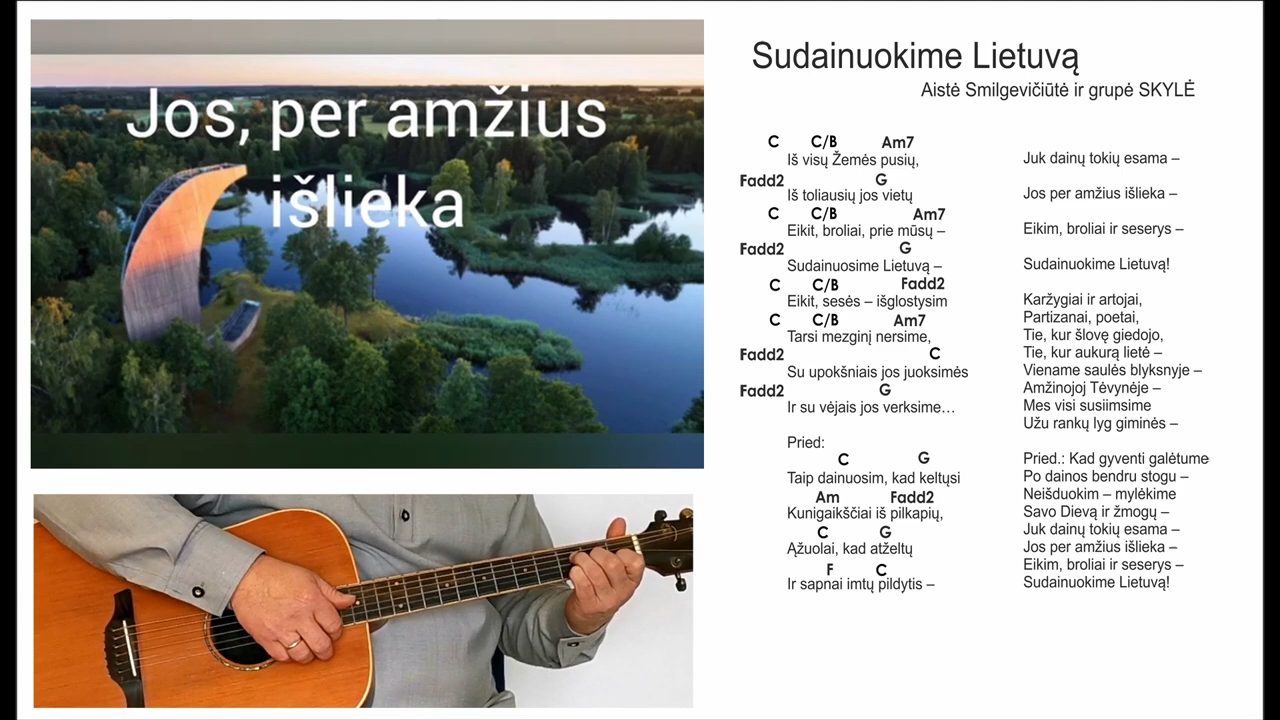 Jos, per amžius
išlieka
Sudainuokime Lietuvą
Aistė Smilgevičiūtė ir grupė SKYLĖ
C C/B Am7
Iš visų Žemės pusių,
Fadd2 G
Iš toliausių jos vietų
C C/B Am7
Eikit, broliai, prie mūsų –
Fadd2 G
Sudainuosime Lietuvą –
C C/B Fadd2
Eikit, sesės – išglostysim
C C/B Am7
Tarsi mezginį nersime,
Fadd2 C
Su upokšniais jos juoksimės
Fadd2 G
Ir su vėjais jos verksime…
Pried:
C G
Taip dainuosim, kad keltųsi
Am Fadd2
Kunigaikščiai iš pilkapių,
C G
Ąžuolai, kad atželtų
F C
Ir sapnai imtų pildytis –
Juk dainų tokių esama –
Jos per amžius išlieka –
Eikim, broliai ir seserys –
Sudainuokime Lietuvą!
Karžygiai ir artojai,
Partizanai, poetai,
Tie, kur šlovę giedojo,
Tie, kur aukurą lietė –
Viename saulės blyksnyje –
Amžinojoj Tėvynėje –
Mes visi susiimsime
Užu rankų lyg giminės –
Pried.: Kad gyventi galėtume
Po dainos bendru stogu –
Neišduokim – mylėkime
Savo Dievą ir žmogų –
Juk dainų tokių esama –
Jos per amžius išlieka –
Eikim, broliai ir seserys –
Sudainuokime Lietuvą!